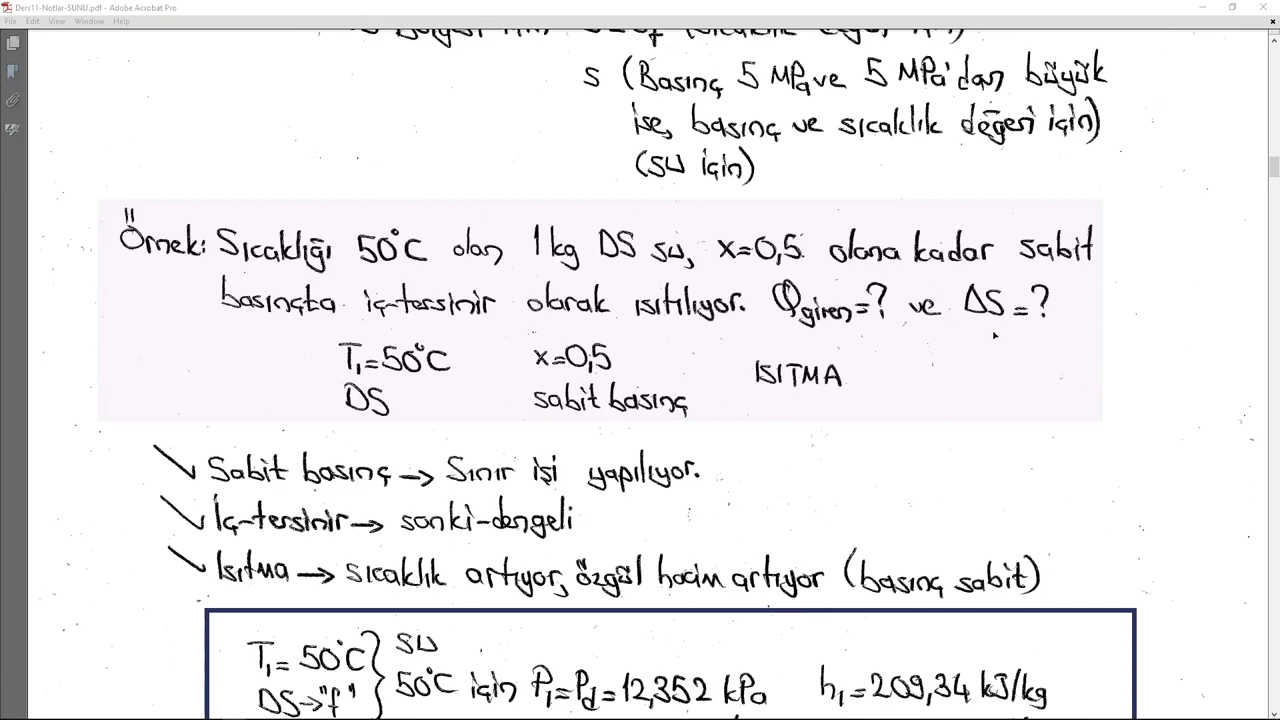 Ders11-Notlar-SUNU.pdf - Adobe Acrobat Pro
File Edit View Window Help
S (Basınç 5 MPa ve 5 MPa'dan büyük
ise, basınç ve sıcaklık değeri için)
(su için)
Örnek: Sıcaklığı 50°C olan 1 kg DS su, x=0,5 olana kadar sabit
basınçta iç-tersinir olarak ısıtılıyor. Qgiren=? ve ΔS=?
T₁=50°C x=0,5 ISITMA
DS sabit basınç
Sabit basınç → Sınır işi yapılıyor.
İç-tersinir → sanki-dengeli
Isıtma → sıcaklık artıyor, özgül hacim artıyor (basınç sabit)
T₁= 50°C } su
DS→"f" } 50°C için P₁=Pd=12,352 kPa h₁=209,34 kJ/kg